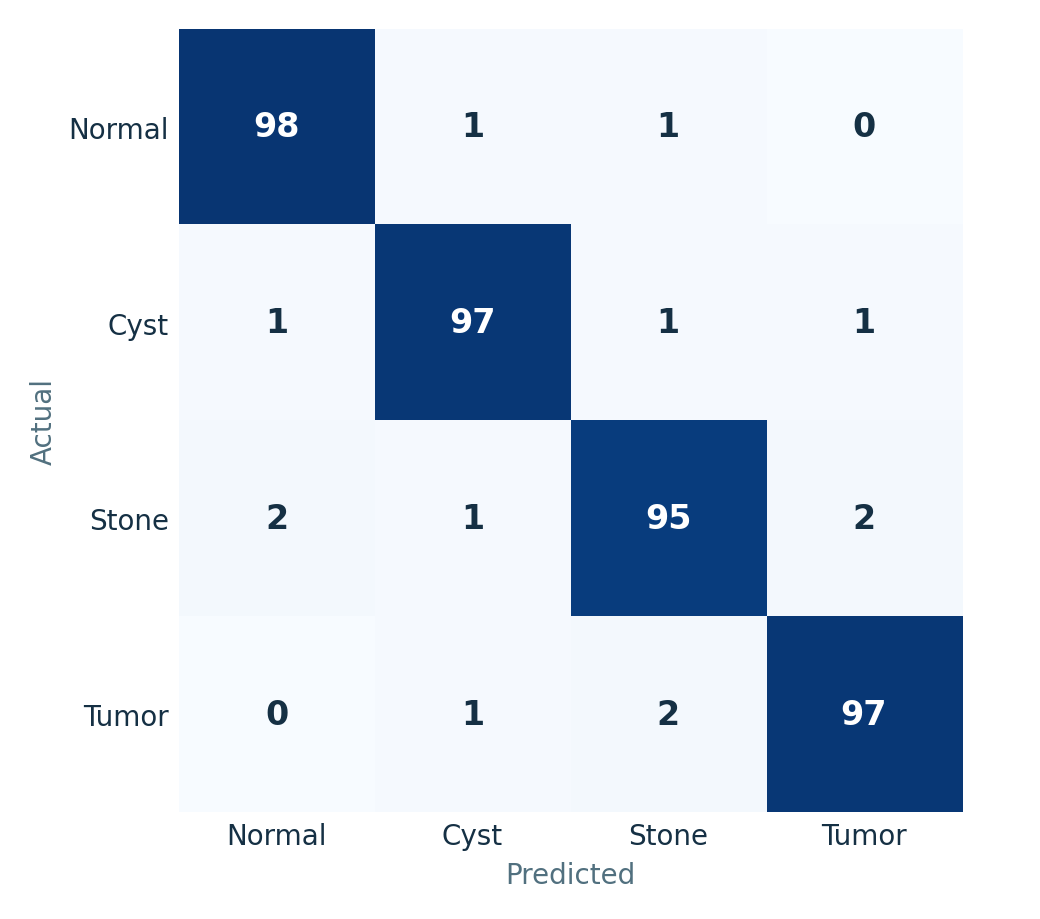 Normal 98 1 1 0
Cyst 1 97 1 1
Actual
Stone 2 1 95 2
Tumor 0 1 2 97
Normal Cyst Stone Tumor
Predicted